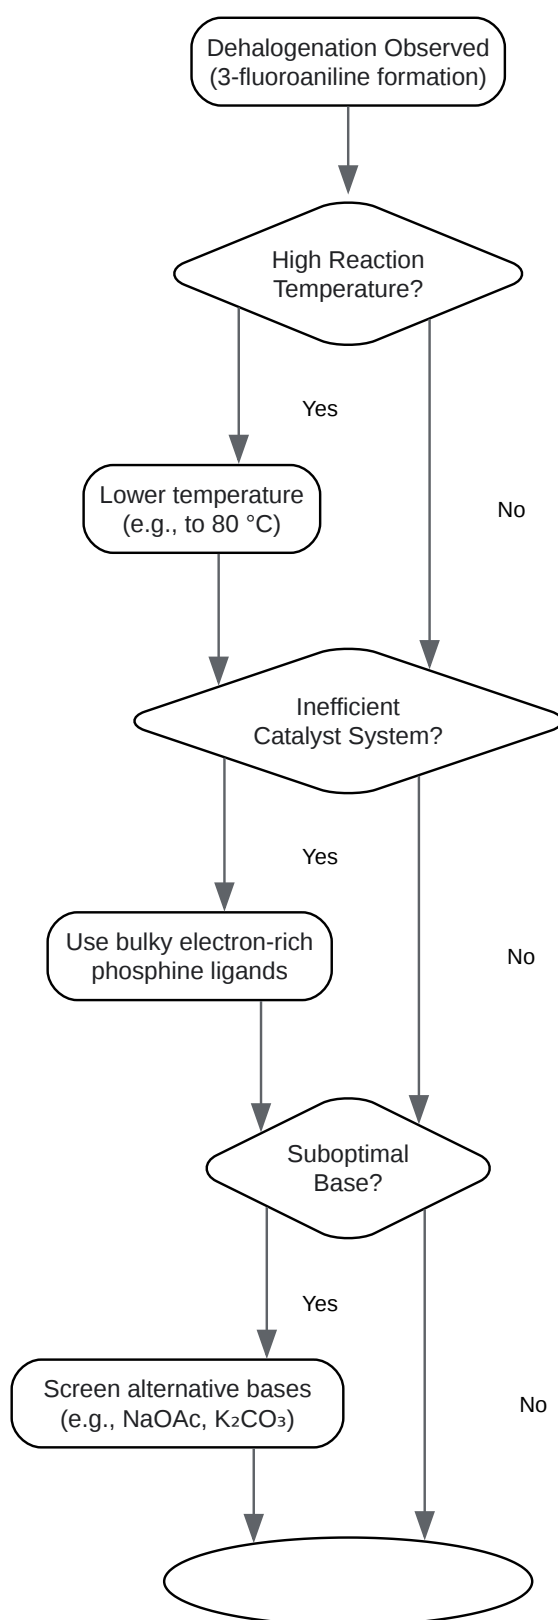 Dehalogenation Observed
(3-fluoroaniline formation)
High Reaction
Temperature?
Yes
Lower temperature
(e.g., to 80 °C)
No
Inefficient
Catalyst System?
Yes
Use bulky electron-rich
phosphine ligands
No
Suboptimal
Base?
Yes
Screen alternative bases
(e.g., NaOAc, K₂CO₃)
No